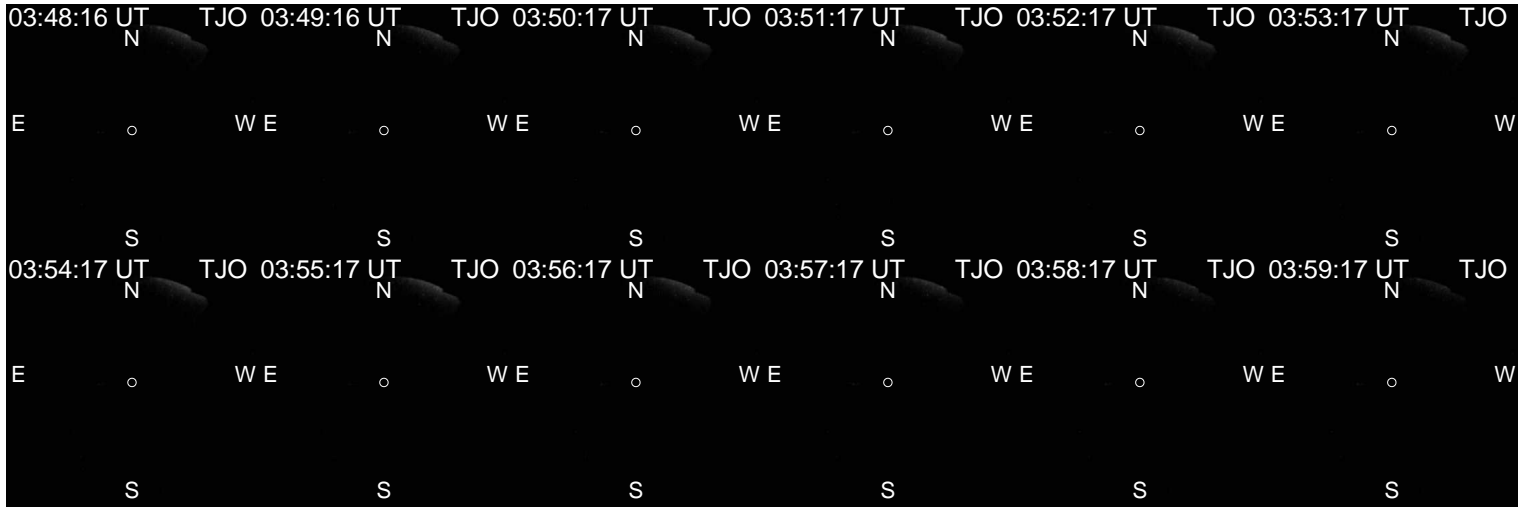 03:48:16 UT TJO 03:49:16 UT TJO 03:50:17 UT TJO 03:51:17 UT TJO 03:52:17 UT TJO 03:53:17 UT TJO
N N N N N N
E W E W E W E W E W E W
S S S S S S
03:54:17 UT TJO 03:55:17 UT TJO 03:56:17 UT TJO 03:57:17 UT TJO 03:58:17 UT TJO 03:59:17 UT TJO
N N N N N N
E W E W E W E W E W E W
S S S S S S